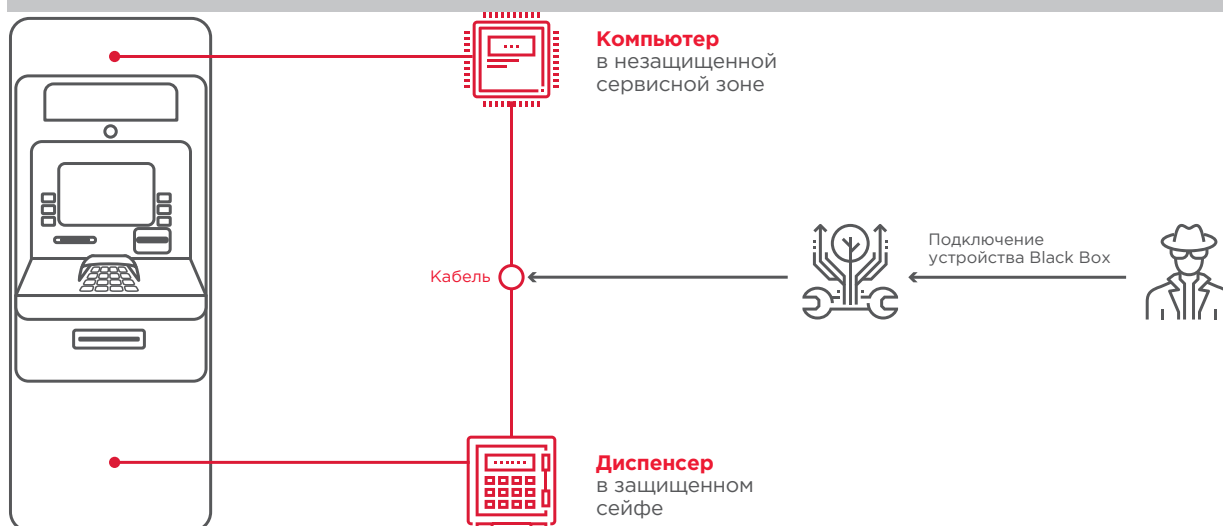 Компьютер
в незащищенной
сервисной зоне
Подключение
устройства Black Box
Кабель
Диспенсер
в защищенном
сейфе